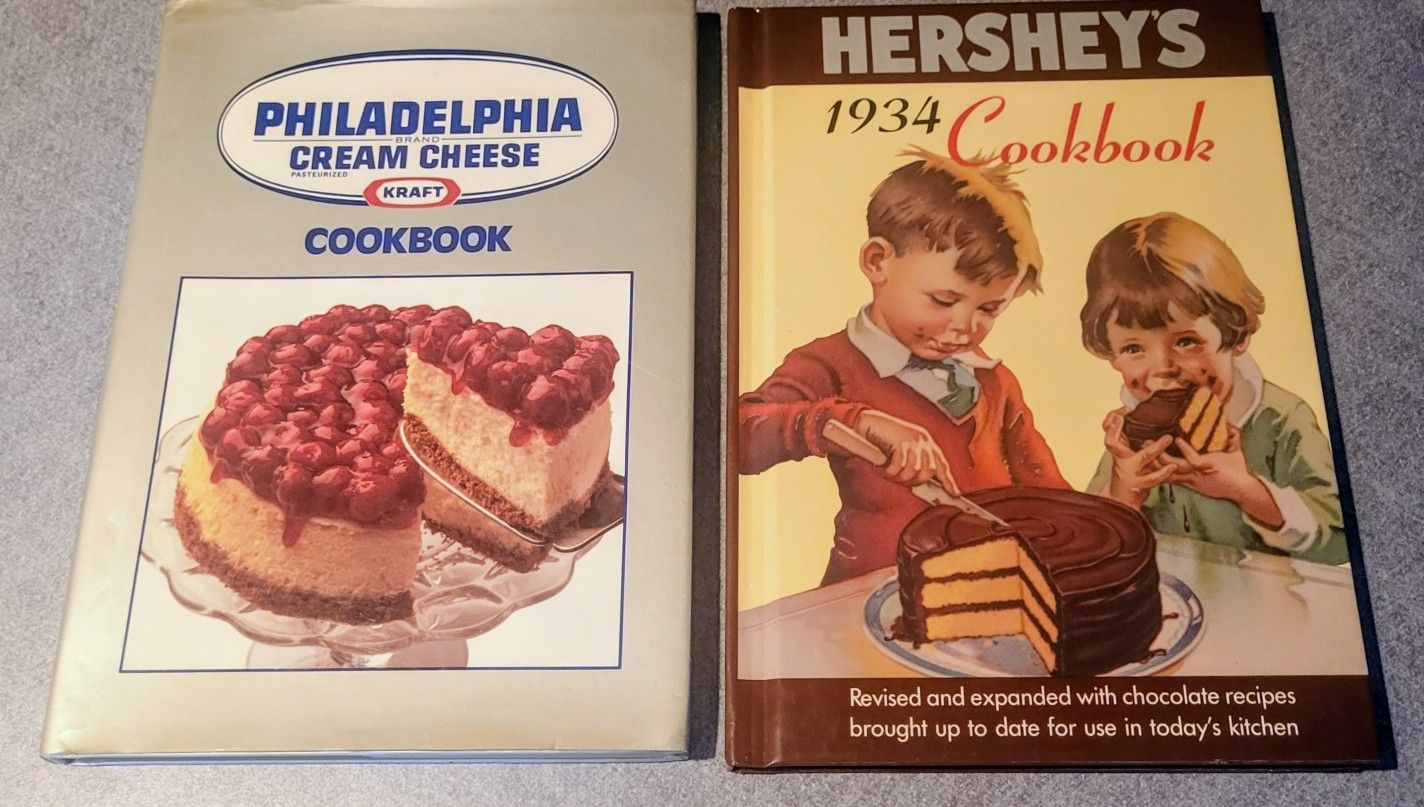 PHILADELPHIA
BRAND
CREAM CHEESE
PASTEURIZED
KRAFT
COOKBOOK
HERSHEY'S
1934 Cookbook
Revised and expanded with chocolate recipes
brought up to date for use in today's kitchen